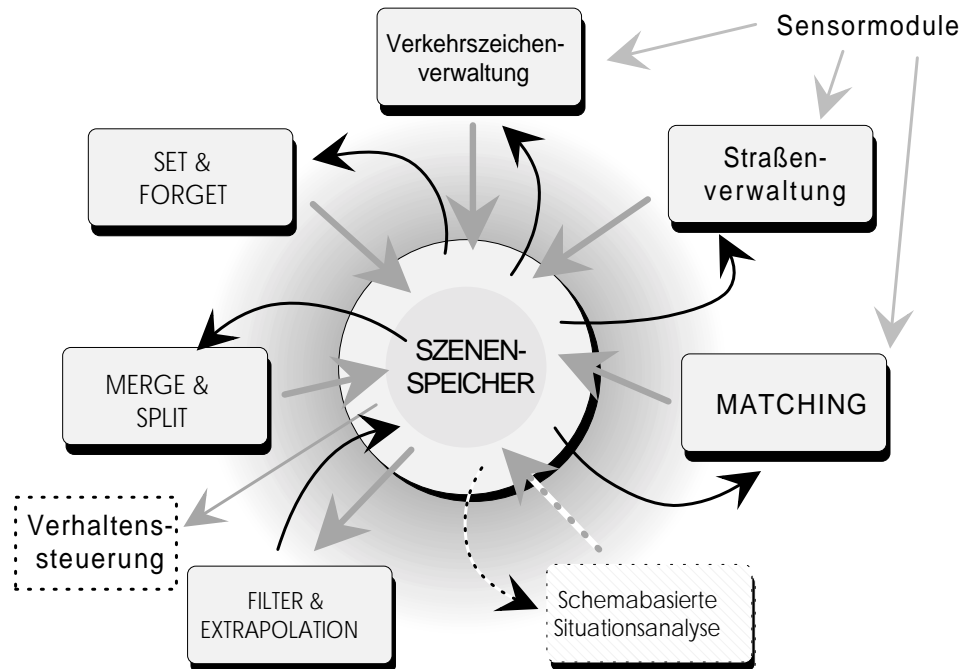 Verkehrszeichen-
verwaltung
Sensormodule
SET &
FORGET
Straßen-
verwaltung
SZENEN-
SPEICHER
MERGE &
SPLIT
MATCHING
Verhaltens-
steuerung
FILTER &
EXTRAPOLATION
Schemabasierte
Situationsanalyse